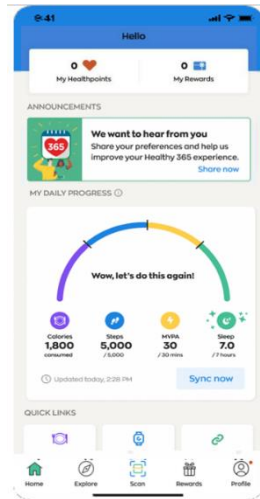 9:41
Hello
0
My Healthpoints
0
My Rewards
ANNOUNCEMENTS
365
We want to hear from you
Share your preferences and help us
improve your Healthy 365 experience.
Share now
MY DAILY PROGRESS
Wow, let's do this again!
Calories
1,800
consumed
Steps
5,000
/ 5,000
MVPA
30
/ 30 mins
Sleep
7.0
/ 7 hours
Updated today, 2:28 PM
Sync now
QUICK LINKS
Home
Explore
Scan
Rewards
Profile